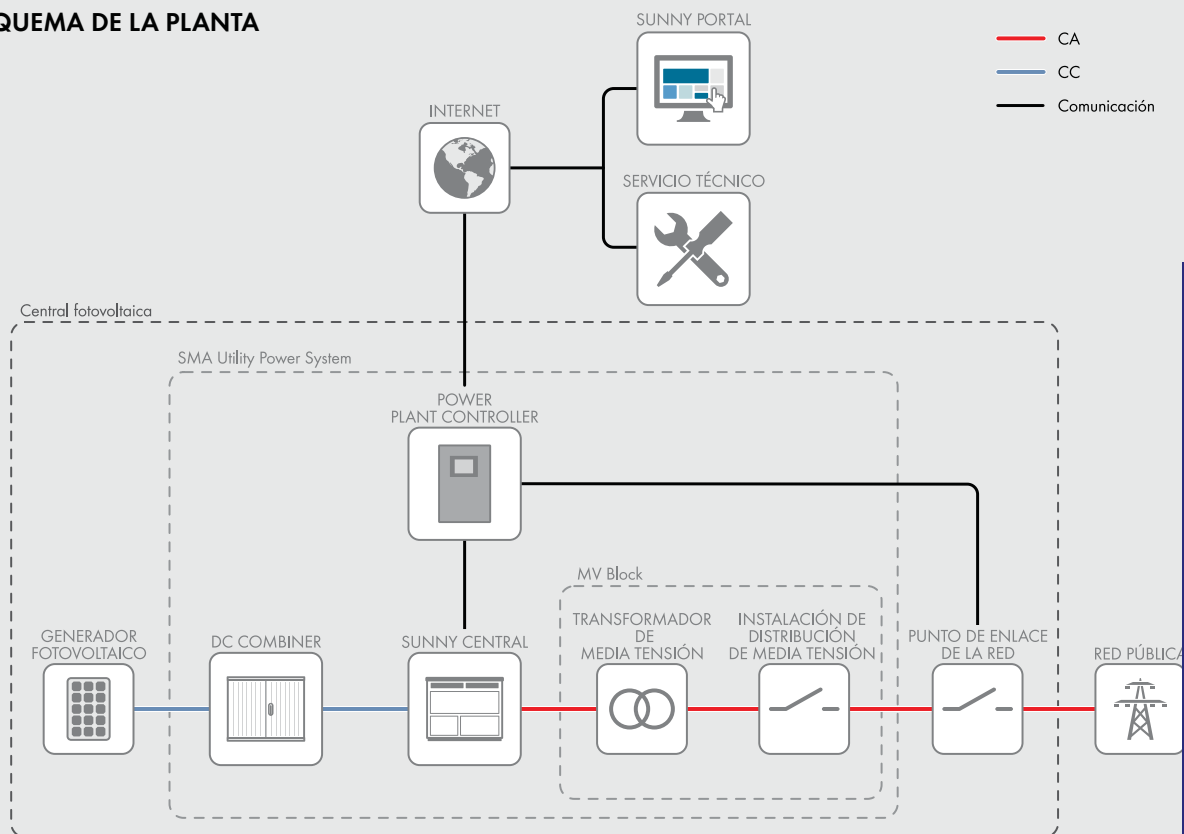 QUEMA DE LA PLANTA
SUNNY PORTAL
CA
CC
Comunicación
INTERNET
SERVICIO TÉCNICO
Central fotovoltaica
SMA Utility Power System
POWER
PLANT CONTROLLER
MV Block
GENERADOR
FOTOVOLTAICO
DC COMBINER
SUNNY CENTRAL
TRANSFORMADOR
DE
MEDIA TENSIÓN
INSTALACIÓN DE
DISTRIBUCIÓN
DE MEDIA TENSIÓN
PUNTO DE ENLACE
DE LA RED
RED PÚBLICA